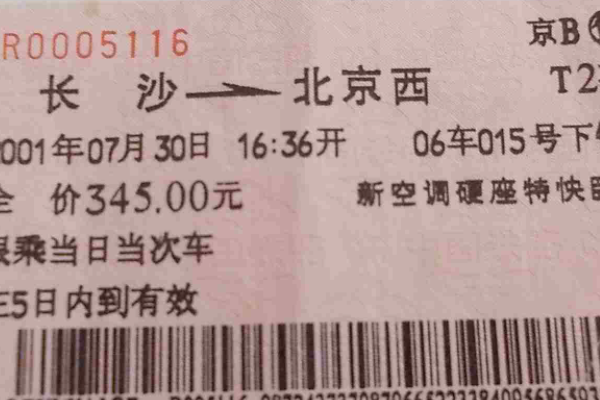 R0005116 京B
长沙→北京西 T2
2001年07月30日 16:36开 06车015号下
全价345.00元 新空调硬座特快
限乘当日当次车
在5日内到有效